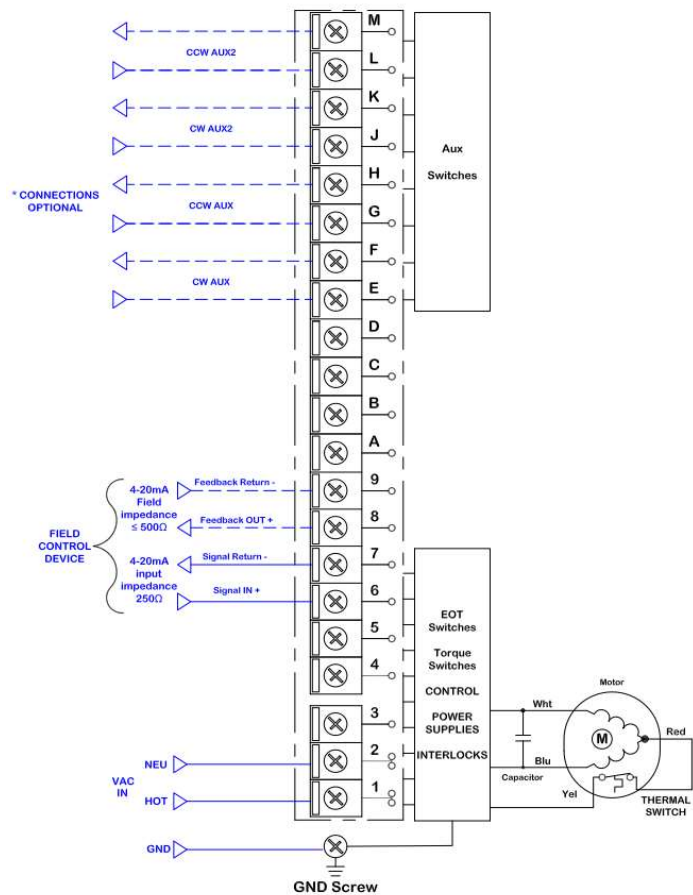 M
CCW AUX2
L
K
CW AUX2
J
Aux
Switches
H
* CONNECTIONS
OPTIONAL
CCW AUX
G
F
CW AUX
E
D
C
B
A
FIELD
CONTROL
DEVICE
4-20mA
Field
impedance
≤ 500Ω
Feedback Return -
9
Feedback OUT +
8
4-20mA
input
impedance
250Ω
Signal Return -
7
Signal IN +
6
5
4
3
EOT
Switches
Torque
Switches
CONTROL
POWER
SUPPLIES
INTERLOCKS
Motor
Wht
Red
M
Blu
Capacitor
Yel
THERMAL
SWITCH
VAC
IN
NEU
2
HOT
1
GND
GND Screw